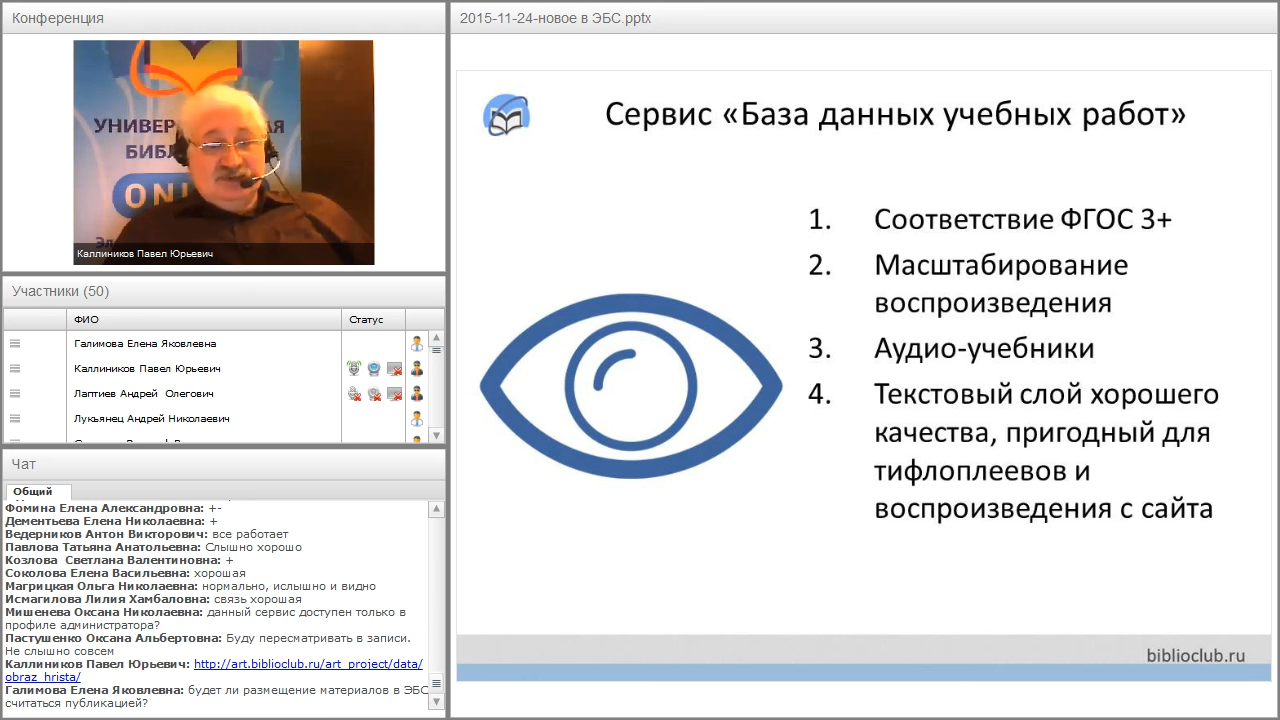 Конференция
УНИВЕР
АЯ
БИБЛ
Каллиников Павел Юрьевич
Участники (50)
ФИО
Статус
Галимова Елена Яковлевна
Каллиников Павел Юрьевич
Лаптиев Андрей Олегович
Лукьянец Андрей Николаевич
Чат
Общий
Фомина Елена Александровна: +-
Дементьева Елена Николаевна: +
Ведерников Антон Викторович: все работает
Павлова Татьяна Анатольевна: Слышно хорошо
Козлова Светлана Валентиновна: +
Соколова Елена Васильевна: хорошая
Магрицкая Ольга Николаевна: нормально, ислышно и видно
Исмагилова Лилия Хамбаловна: связь хорошая
Мишенева Оксана Николаевна: данный сервис доступен только в
профиле администратора?
Пастушенко Оксана Альбертовна: Буду пересматривать в записи.
Не слышно совсем
Каллиников Павел Юрьевич: http://art.biblioclub.ru/art_project/data/
obraz_hrista/
Галимова Елена Яковлевна: будет ли размещение материалов в ЭБС
считаться публикацией?
2015-11-24-новое в ЭБС.pptx
Сервис «База данных учебных работ»
1. Соответствие ФГОС 3+
2. Масштабирование
воспроизведения
3. Аудио-учебники
4. Текстовый слой хорошего
качества, пригодный для
тифлоплеевов и
воспроизведения с сайта
biblioclub.ru